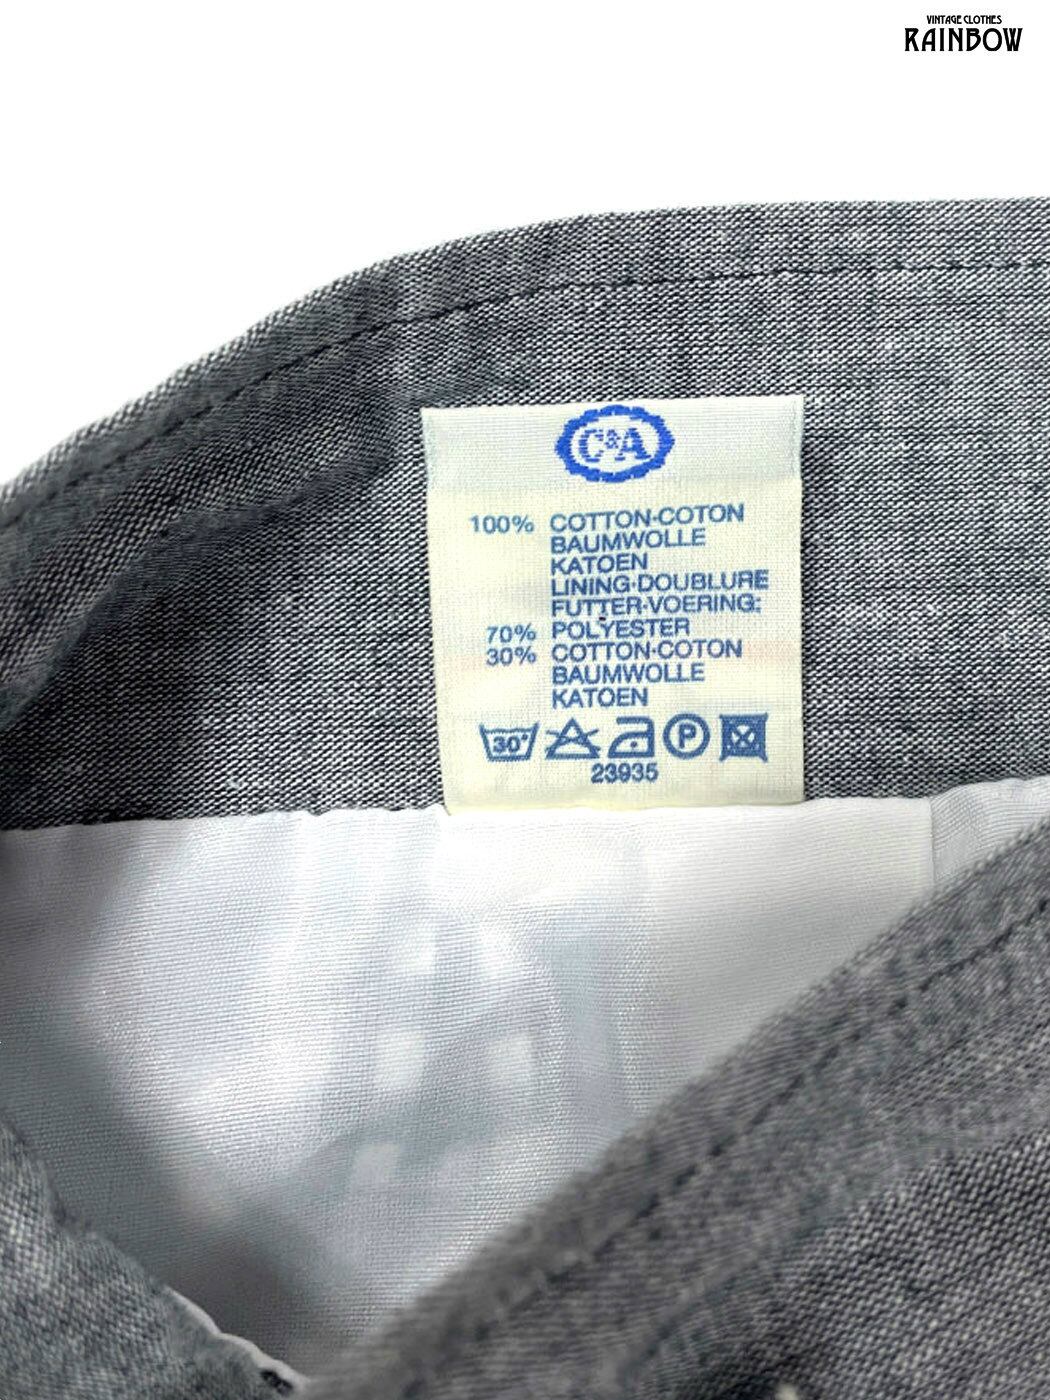 VINTAGE CLOTHES
RAINBOW
C&A
100% COTTON·COTON
BAUMWOLLE
KATOEN
LINING·DOUBLURE
FUTTER·VOERING:
70% POLYESTER
30% COTTON·COTON
BAUMWOLLE
KATOEN
30° P
23935